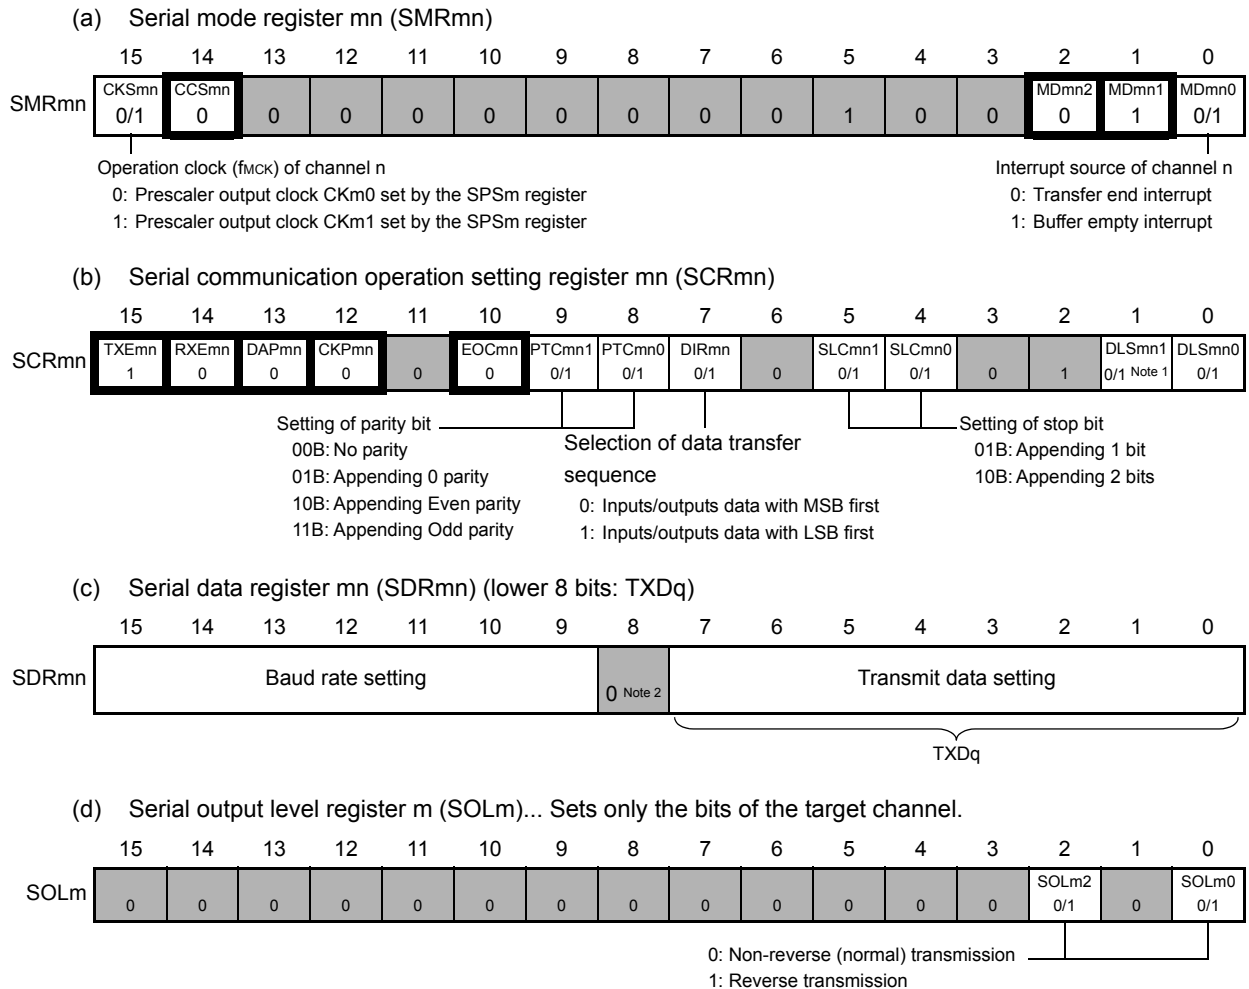 (a) Serial mode register mn (SMRmn)
15 14 13 12 11 10 9 8 7 6 5 4 3 2 1 0
SMRmn CKSmn CCSmn MDmn2 MDmn1 MDmn0
0/1 0 0 0 0 0 0 0 0 0 1 0 0 0 1 0/1
Operation clock (fMCK) of channel n
0: Prescaler output clock CKm0 set by the SPSm register
1: Prescaler output clock CKm1 set by the SPSm register
Interrupt source of channel n
0: Transfer end interrupt
1: Buffer empty interrupt
(b) Serial communication operation setting register mn (SCRmn)
15 14 13 12 11 10 9 8 7 6 5 4 3 2 1 0
SCRmn TXEmn RXEmn DAPmn CKPmn EOCmn PTCmn1 PTCmn0 DIRmn SLCmn1 SLCmn0 DLSmn1 DLSmn0
1 0 0 0 0 0 0/1 0/1 0/1 0 0/1 0/1 0 1 0/1 Note 1 0/1
Setting of parity bit
00B: No parity
01B: Appending 0 parity
10B: Appending Even parity
11B: Appending Odd parity
Selection of data transfer
sequence
0: Inputs/outputs data with MSB first
1: Inputs/outputs data with LSB first
Setting of stop bit
01B: Appending 1 bit
10B: Appending 2 bits
(c) Serial data register mn (SDRmn) (lower 8 bits: TXDq)
15 14 13 12 11 10 9 8 7 6 5 4 3 2 1 0
SDRmn Baud rate setting 0 Note 2 Transmit data setting
TXDq
(d) Serial output level register m (SOLm)... Sets only the bits of the target channel.
15 14 13 12 11 10 9 8 7 6 5 4 3 2 1 0
SOLm SOLm2 SOLm0
0 0 0 0 0 0 0 0 0 0 0 0 0 0/1 0 0/1
0: Non-reverse (normal) transmission
1: Reverse transmission